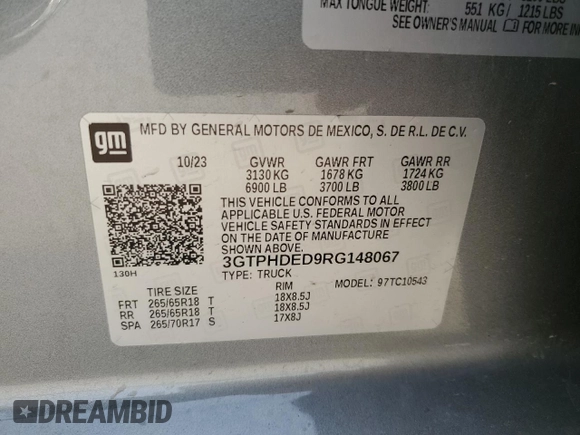 MAX TONGUE WEIGHT: 551 KG / 1215 LBS
SEE OWNER'S MANUAL FOR MORE
gm
MFD BY GENERAL MOTORS DE MEXICO, S. DE R.L. DE C.V.
10/23 GVWR GAWR FRT GAWR RR
3130 KG 1678 KG 1724 KG
6900 LB 3700 LB 3800 LB
THIS VEHICLE CONFORMS TO ALL
APPLICABLE U.S. FEDERAL MOTOR
VEHICLE SAFETY STANDARDS IN EFFECT
ON THE DATE OF MANUFACTURE
SHOWN ABOVE.
3GTPHDED9RG148067
130H TYPE: TRUCK MODEL: 97TC10543
TIRE SIZE RIM
FRT 265/65R18 T 18X8.5J
RR 265/65R18 T 18X8.5J
SPA 265/70R17 S 17X8J
DREAMBID